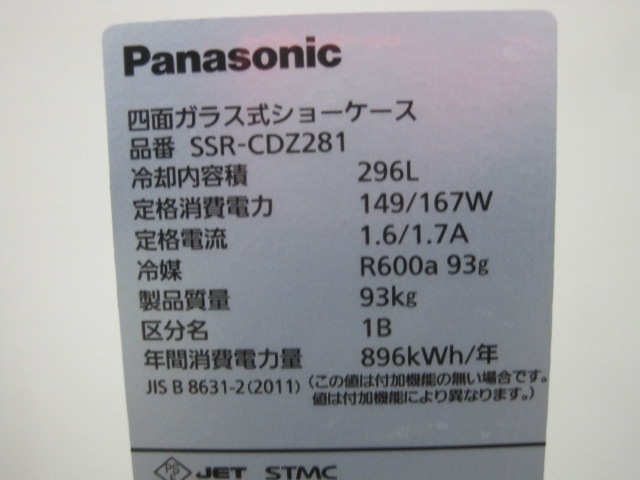 Panasonic
四面ガラス式ショーケース
品番 SSR-CDZ281
冷却内容積 296L
定格消費電力 149/167W
定格電流 1.6/1.7A
冷媒 R600a 93g
製品質量 93kg
区分名 1B
年間消費電力量 896kWh/年
JIS B 8631-2(2011) (この値は付加機能の無い場合です。
値は付加機能により異なります。)
PS E JET STMC